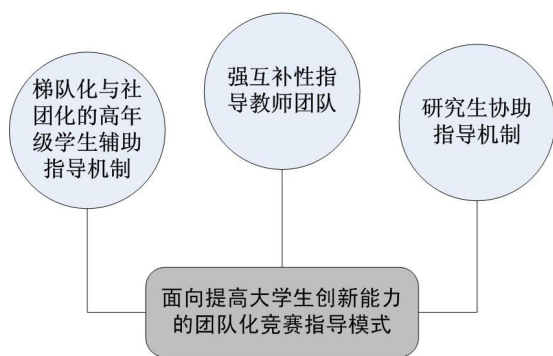 梯队化与社
团化的高年
级学生辅助
指导机制
强互补性指
导教师团队
研究生协助
指导机制
面向提高大学生创新能力
的团队化竞赛指导模式